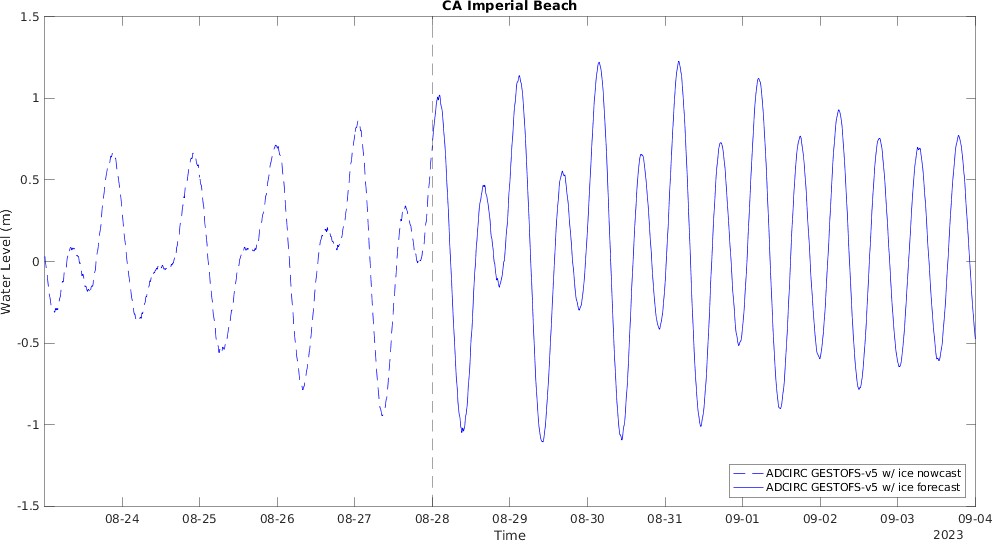 CA Imperial Beach
1.5
1
0.5
0
-0.5
-1
-1.5
Water Level (m)
ADCIRC GESTOFS-v5 w/ ice nowcast
ADCIRC GESTOFS-v5 w/ ice forecast
08-24 08-25 08-26 08-27 08-28 08-29 08-30 08-31 09-01 09-02 09-03 09-04
Time
2023